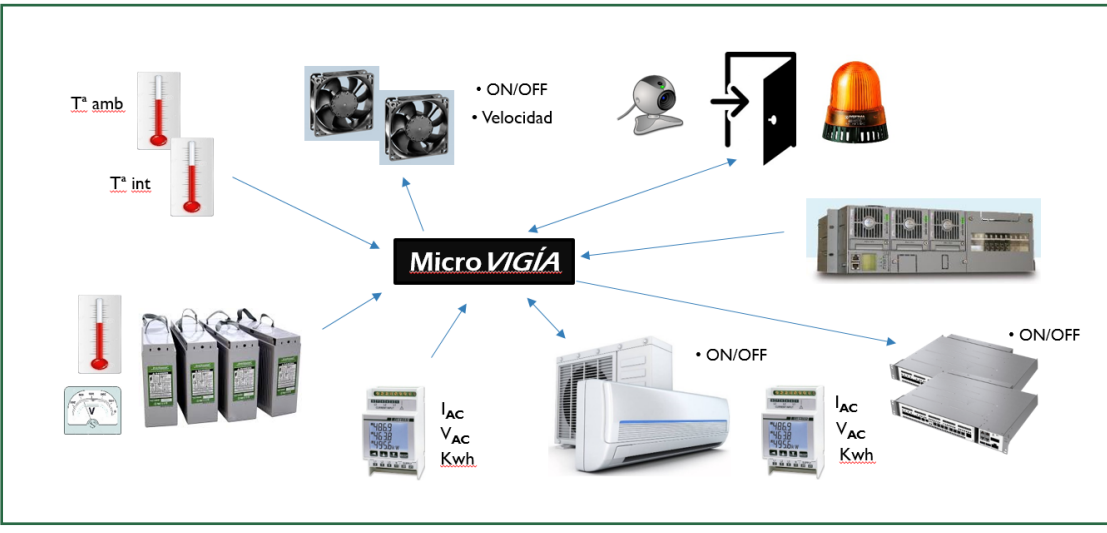 Tª amb
Tª int
• ON/OFF
• Velocidad
Micro VIGÍA
• ON/OFF
• ON/OFF
V
IAC
VAC
Kwh
IAC
VAC
Kwh